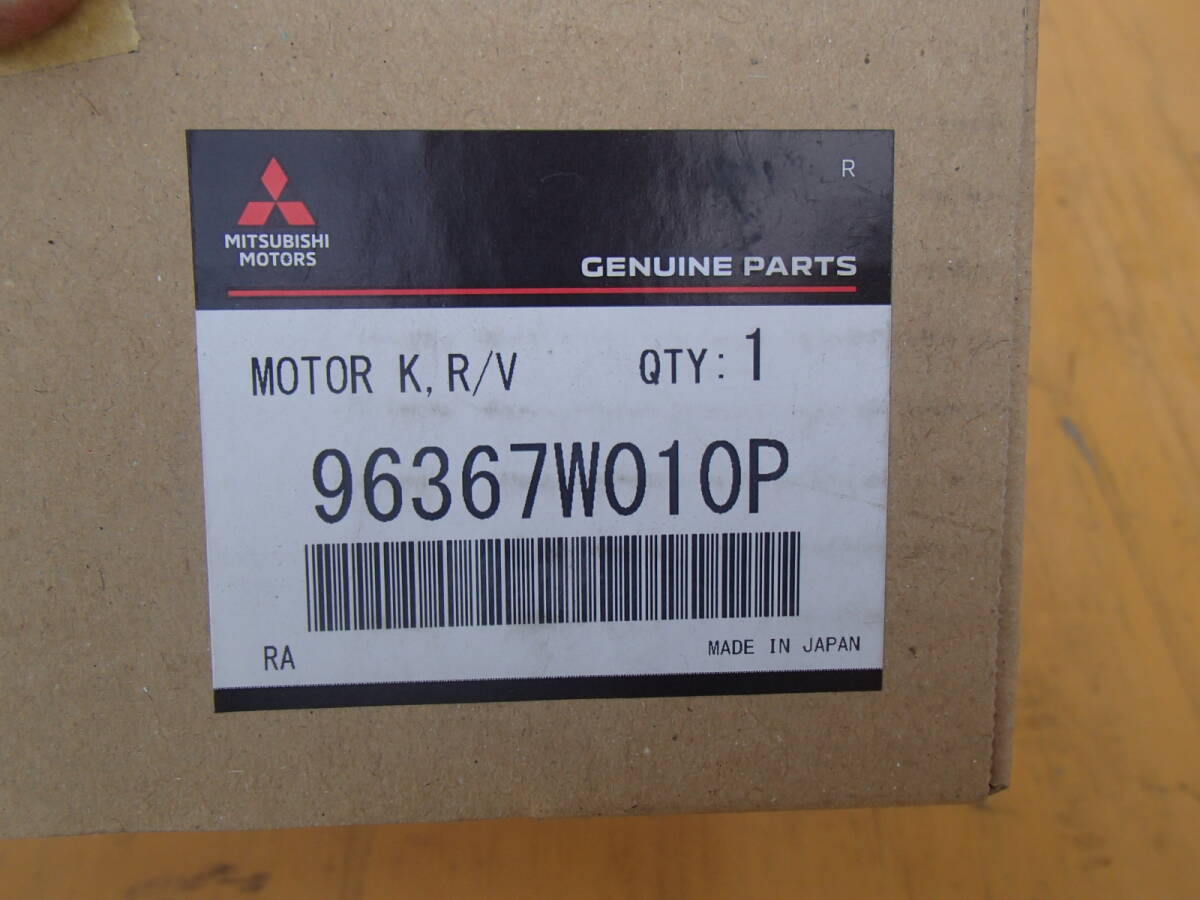 R
MITSUBISHI
MOTORS
GENUINE PARTS
MOTOR K,R/V QTY: 1
96367W010P
RA
MADE IN JAPAN